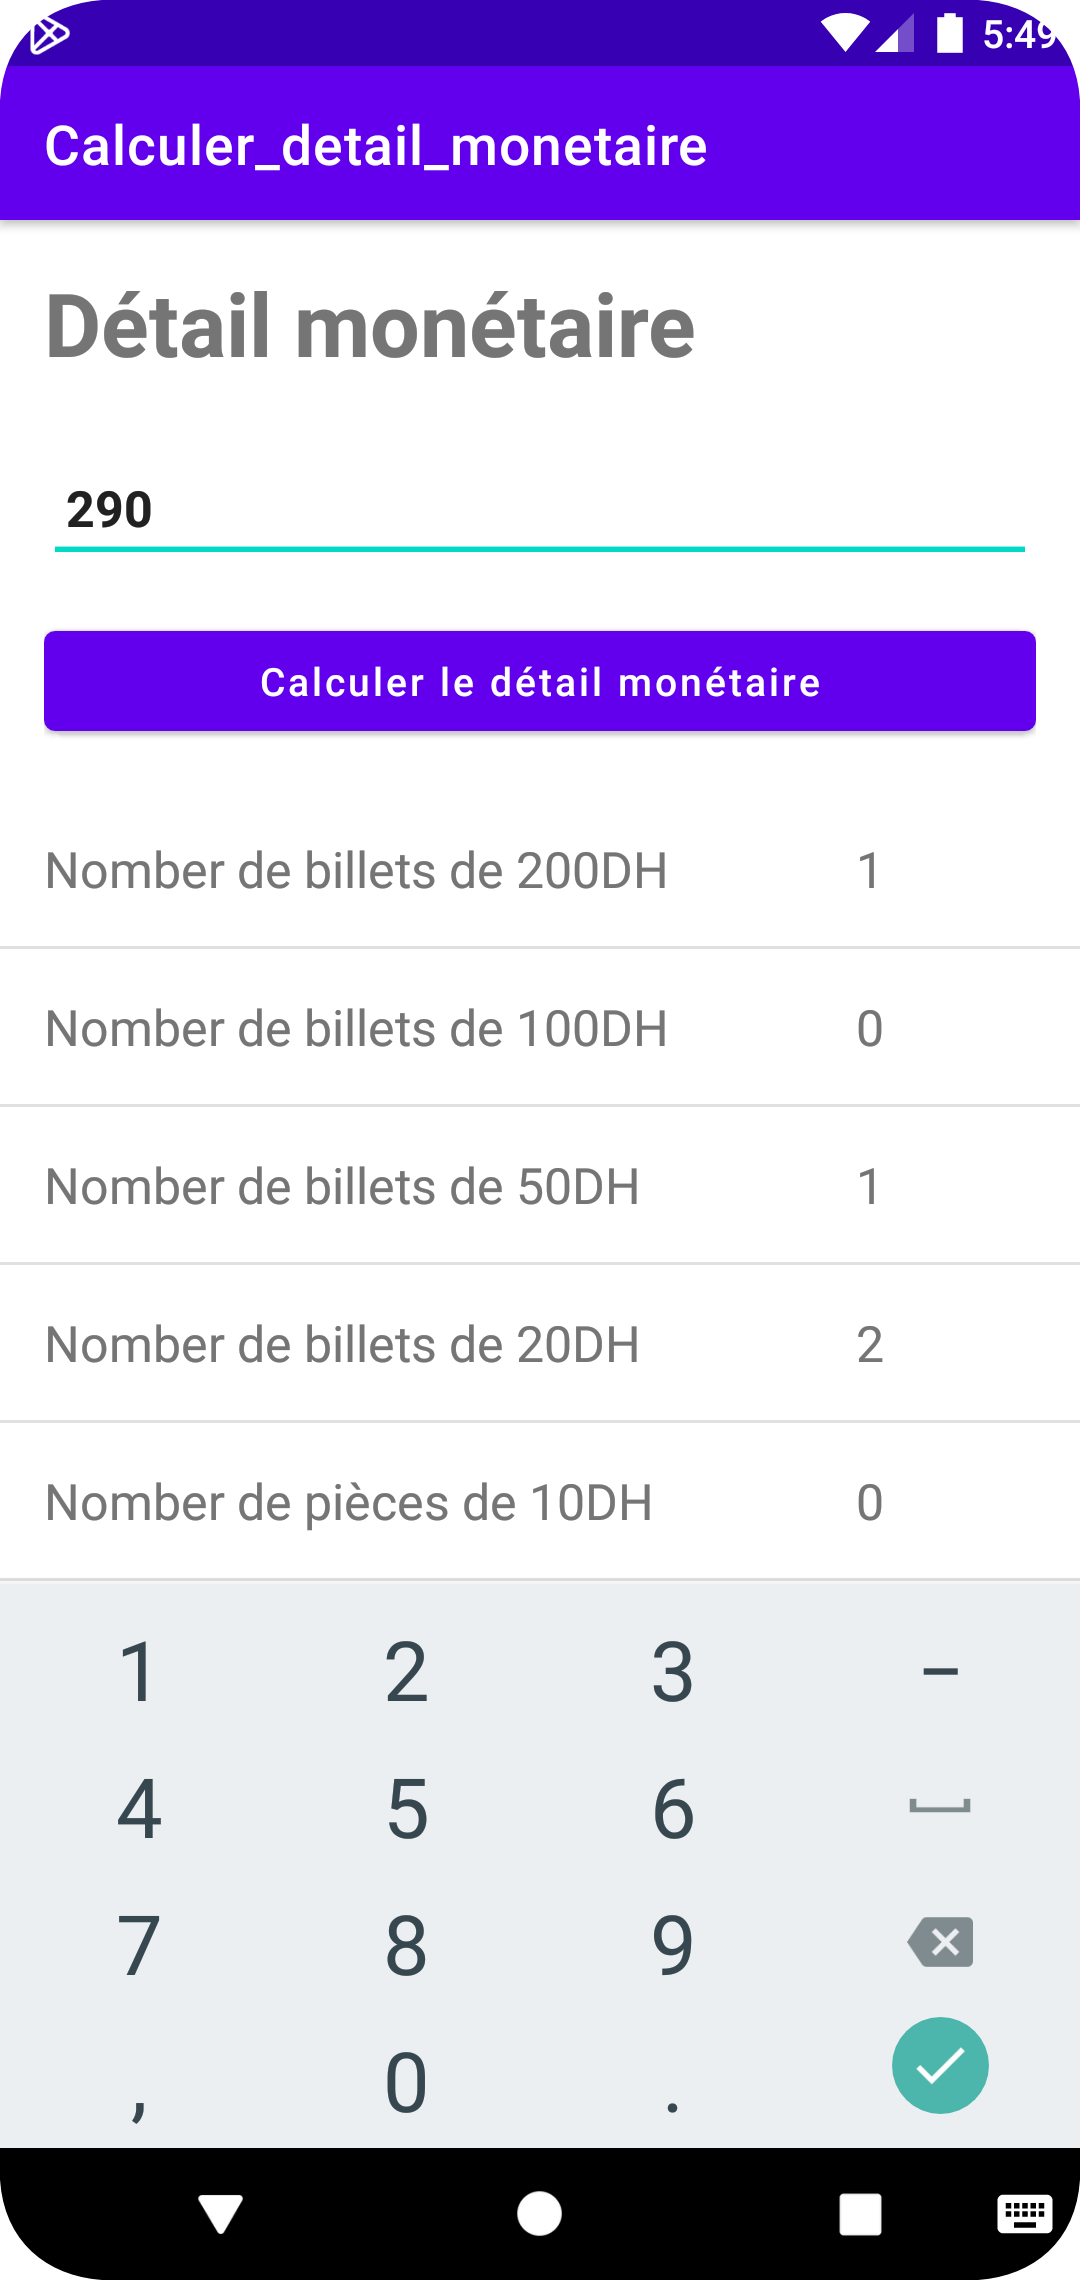 5:49
Calculer_detail_monetaire
Détail monétaire
290
Calculer le détail monétaire
Nomber de billets de 200DH 1
Nomber de billets de 100DH 0
Nomber de billets de 50DH 1
Nomber de billets de 20DH 2
Nomber de pièces de 10DH 0
1 2 3 –
4 5 6
7 8 9
, 0 .